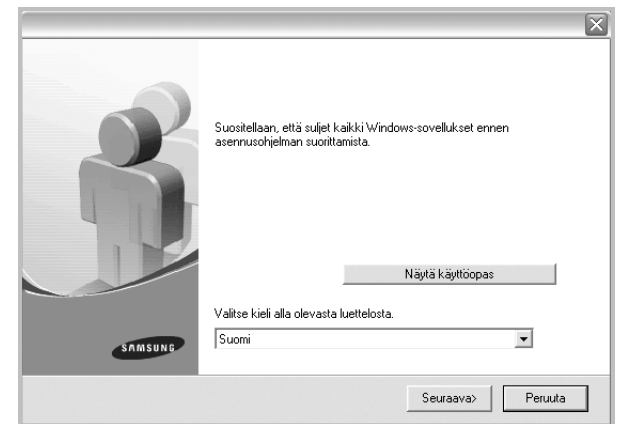 Suositellaan, että suljet kaikki Windows-sovellukset ennen
asennusohjelman suorittamista.
Näytä käyttöopas
Valitse kieli alla olevasta luettelosta.
Suomi
SAMSUNG
Seuraava>
Peruuta